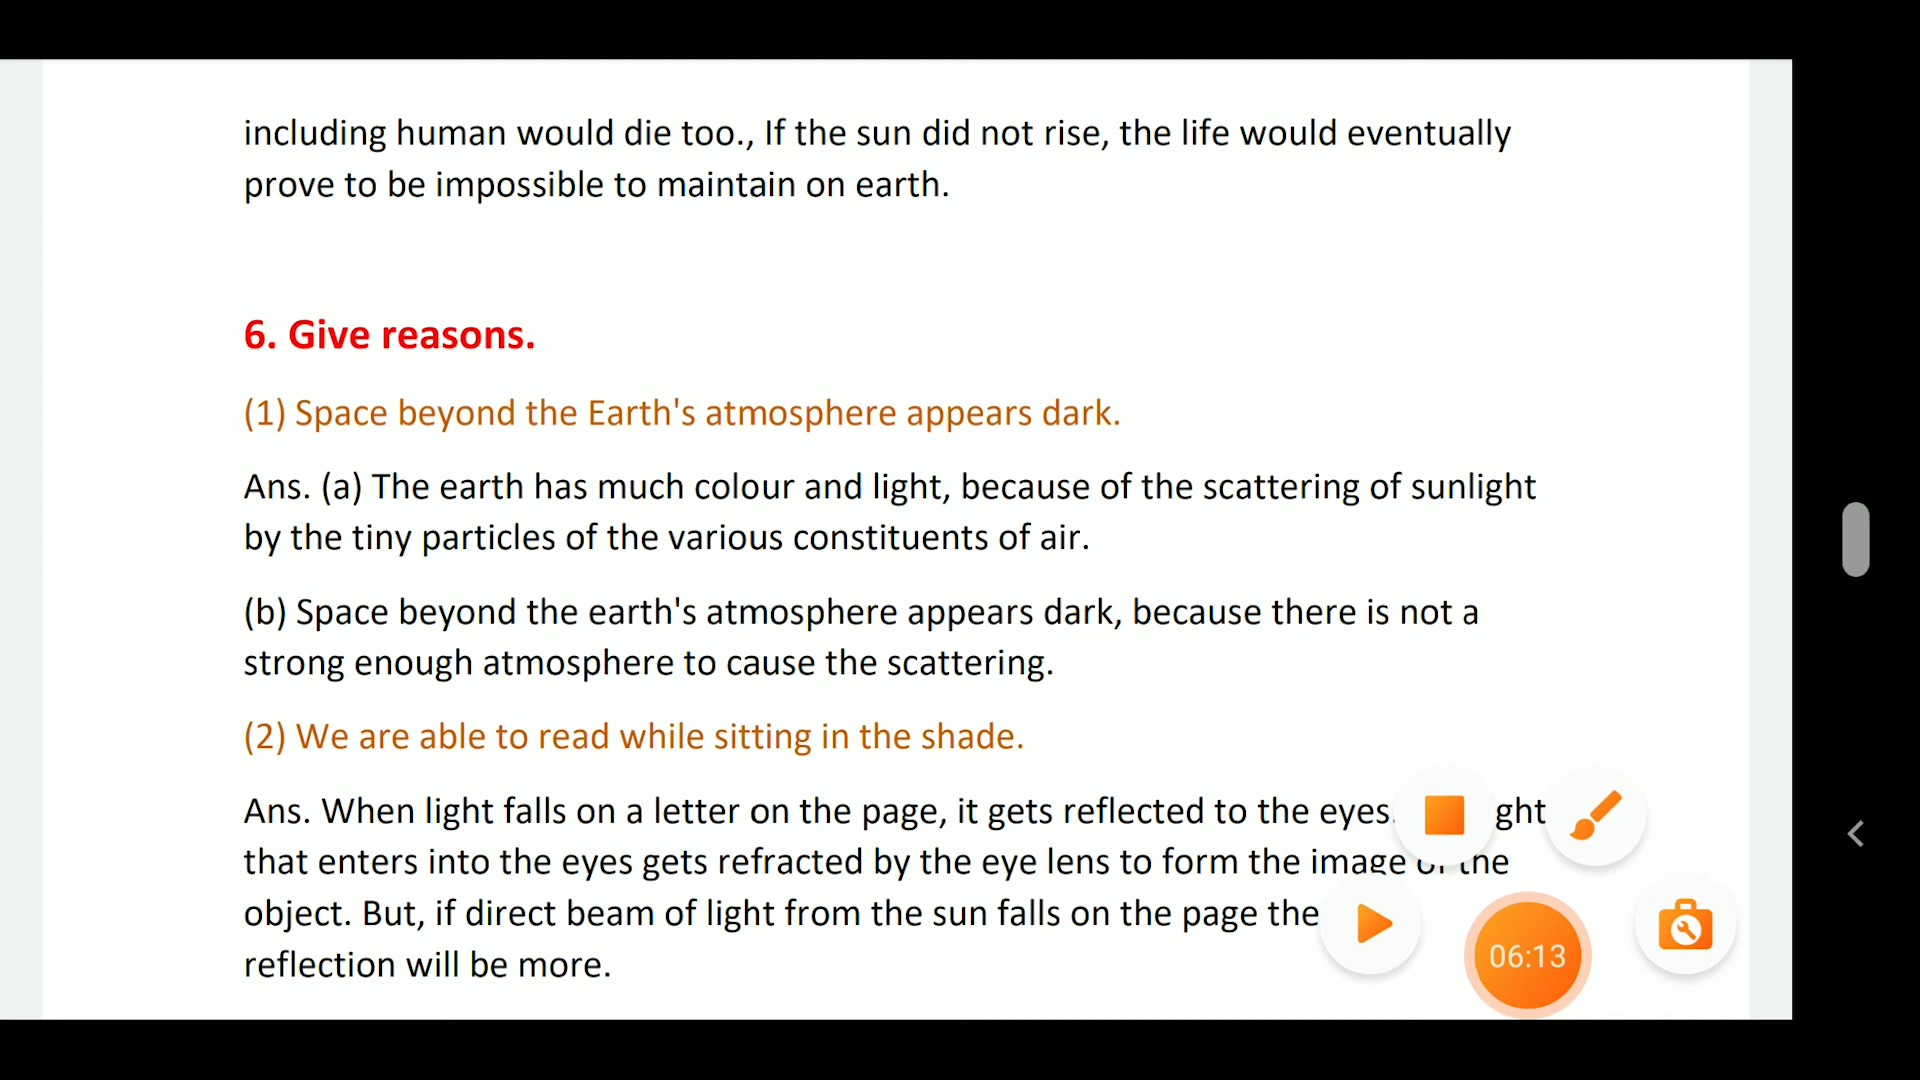 including human would die too., If the sun did not rise, the life would eventually
prove to be impossible to maintain on earth.
6. Give reasons.
(1) Space beyond the Earth's atmosphere appears dark.
Ans. (a) The earth has much colour and light, because of the scattering of sunlight
by the tiny particles of the various constituents of air.
(b) Space beyond the earth's atmosphere appears dark, because there is not a
strong enough atmosphere to cause the scattering.
(2) We are able to read while sitting in the shade.
Ans. When light falls on a letter on the page, it gets reflected to the eyes.
that enters into the eyes gets refracted by the eye lens to form the image of the
object. But, if direct beam of light from the sun falls on the page the
reflection will be more.
06:13